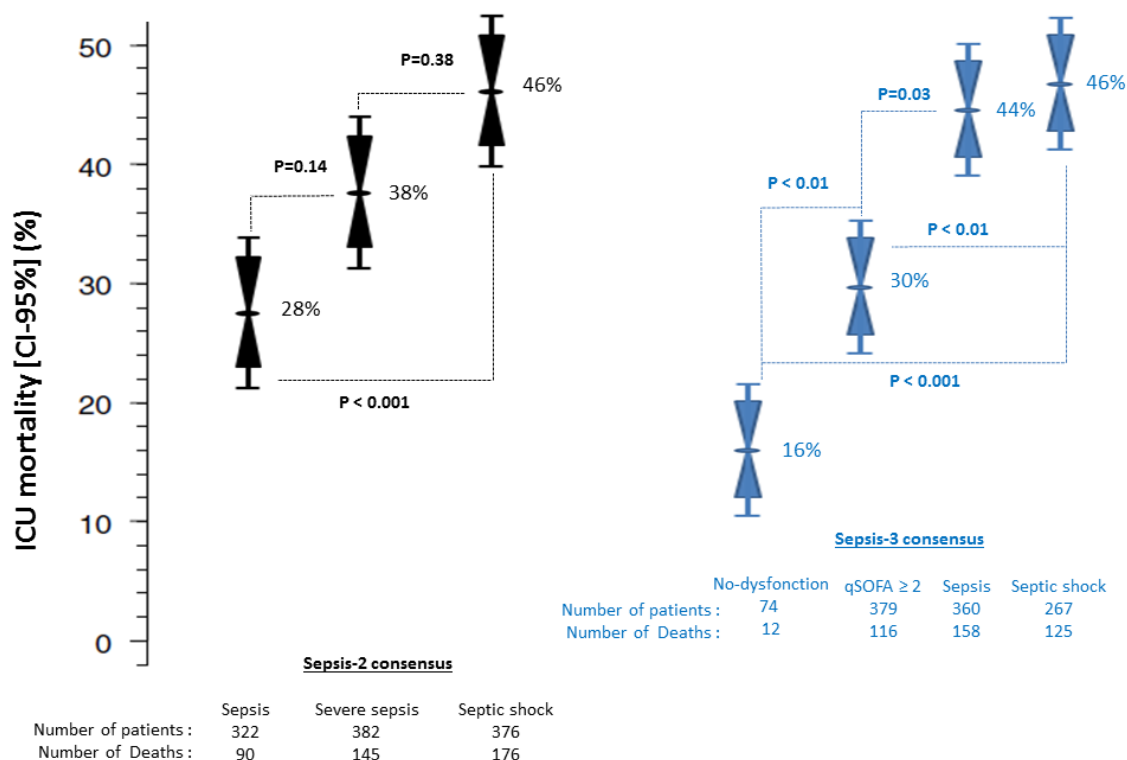 ICU mortality [CI-95%] (%)
50
40
30
20
10
0
P=0.38
46%
P=0.14
38%
28%
P < 0.001
Sepsis-2 consensus
Sepsis Severe sepsis Septic shock
Number of patients : 322 382 376
Number of Deaths : 90 145 176
46%
P=0.03
44%
P < 0.01
P < 0.01
30%
P < 0.001
16%
Sepsis-3 consensus
No-dysfonction qSOFA ≥ 2 Sepsis Septic shock
Number of patients : 74 379 360 267
Number of Deaths : 12 116 158 125